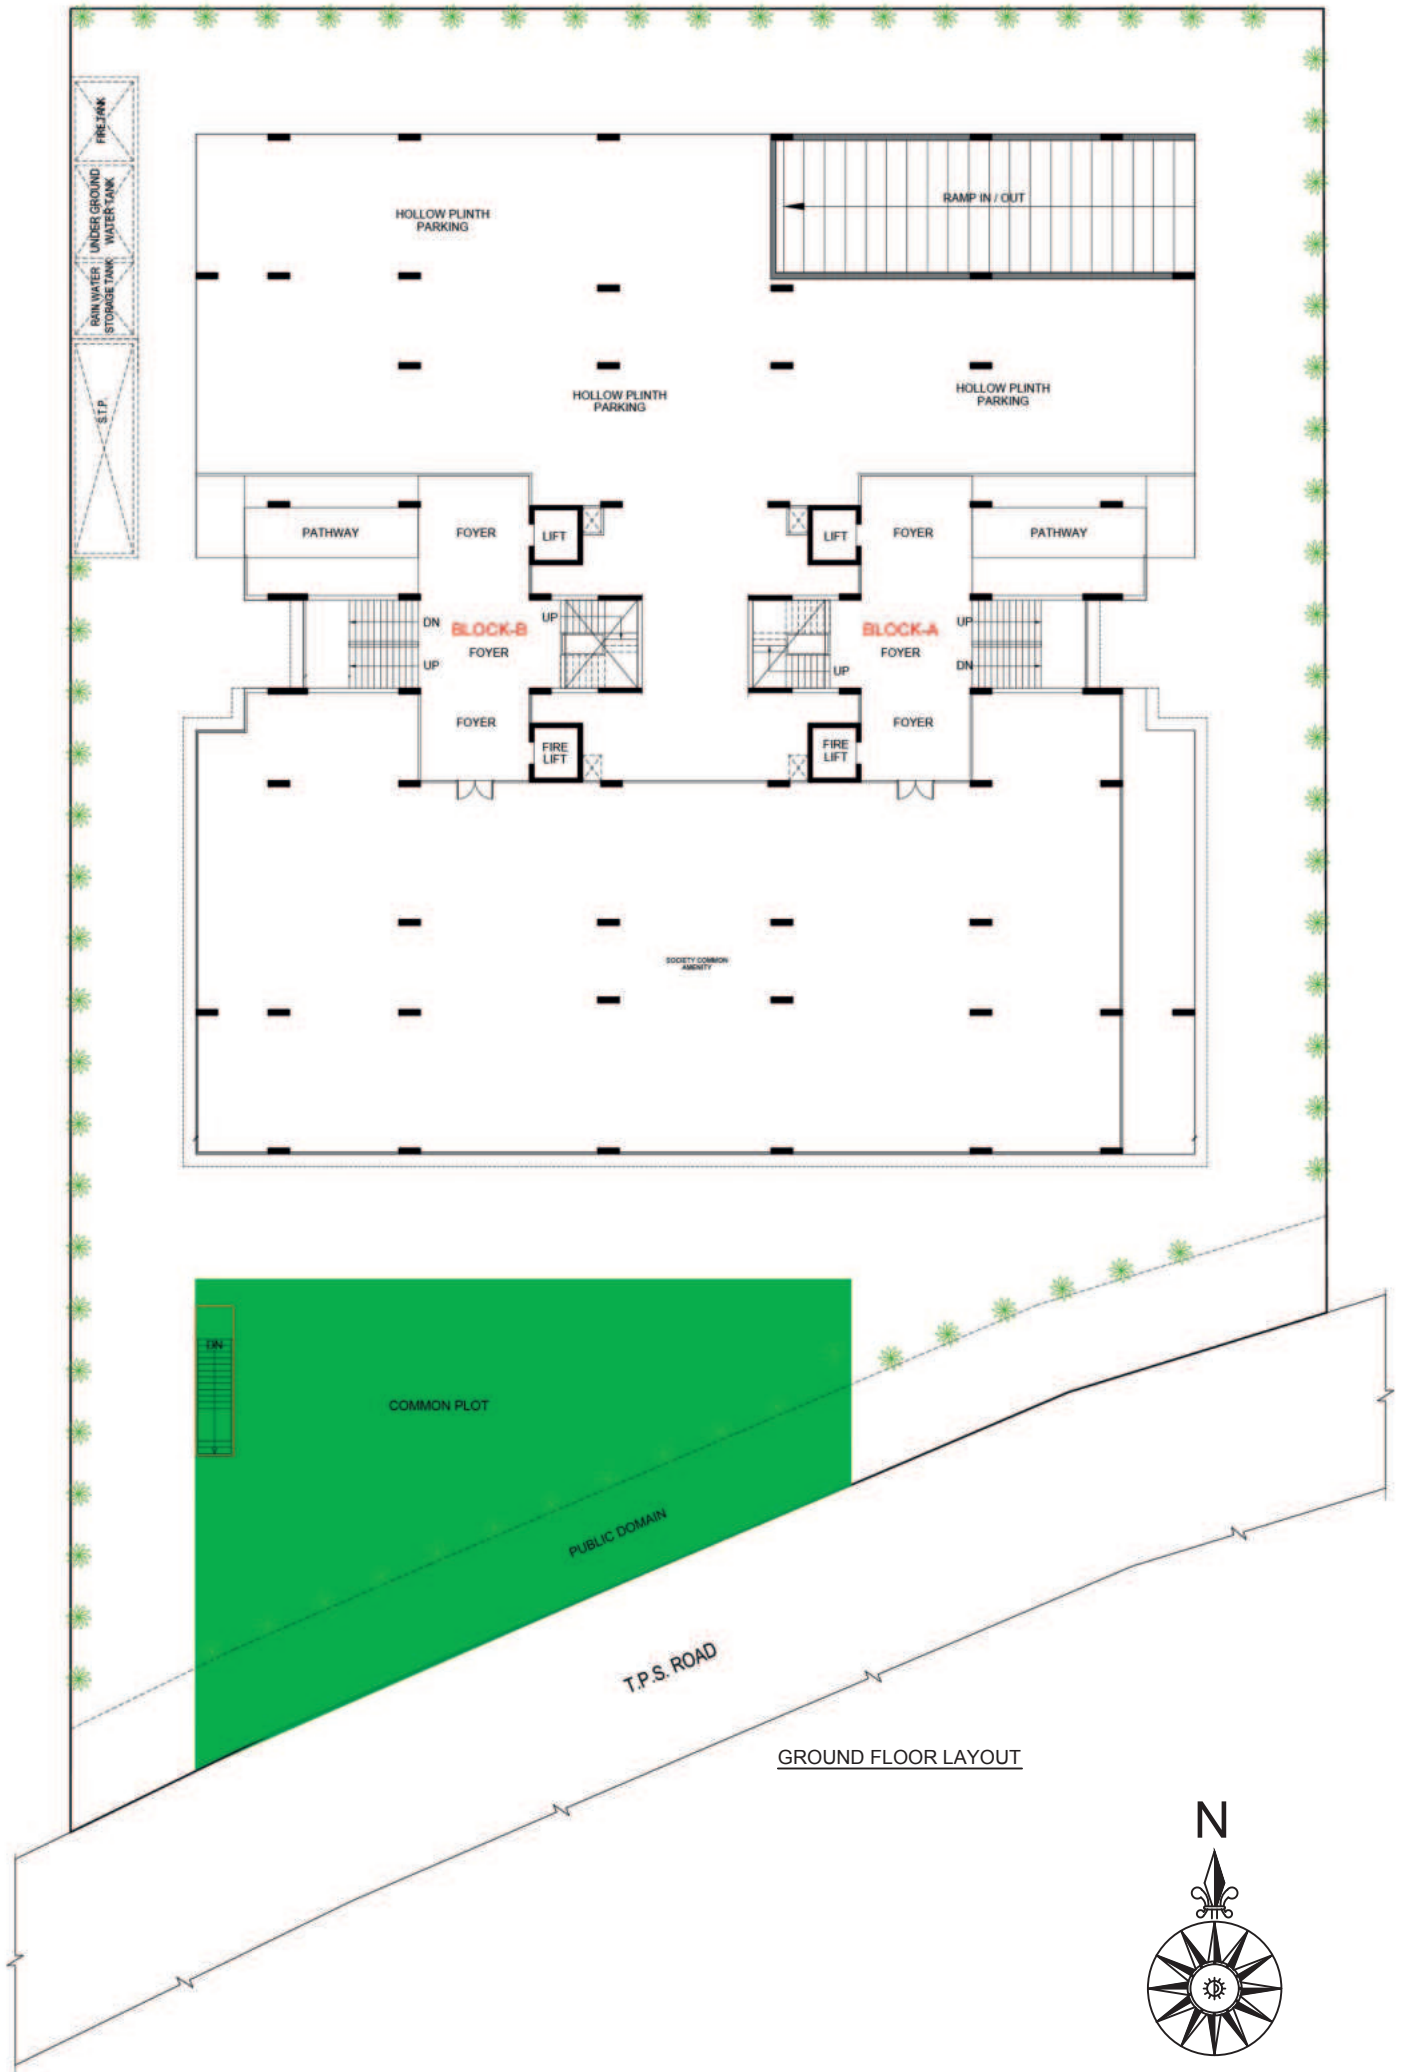 FIRE TANK
UNDER GROUND
WATER TANK
RAIN WATER
STORAGE TANK
S.T.P.
HOLLOW PLINTH
PARKING
RAMP IN / OUT
HOLLOW PLINTH
PARKING
HOLLOW PLINTH
PARKING
PATHWAY
FOYER
LIFT
LIFT
FOYER
PATHWAY
DN
BLOCK-B
UP
BLOCK-A
UP
FOYER
FOYER
UP
UP
DN
FOYER
FOYER
FIRE
LIFT
FIRE
LIFT
SOCIETY COMMON
AMENITY
DN
COMMON PLOT
PUBLIC DOMAIN
T.P.S. ROAD
GROUND FLOOR LAYOUT
N